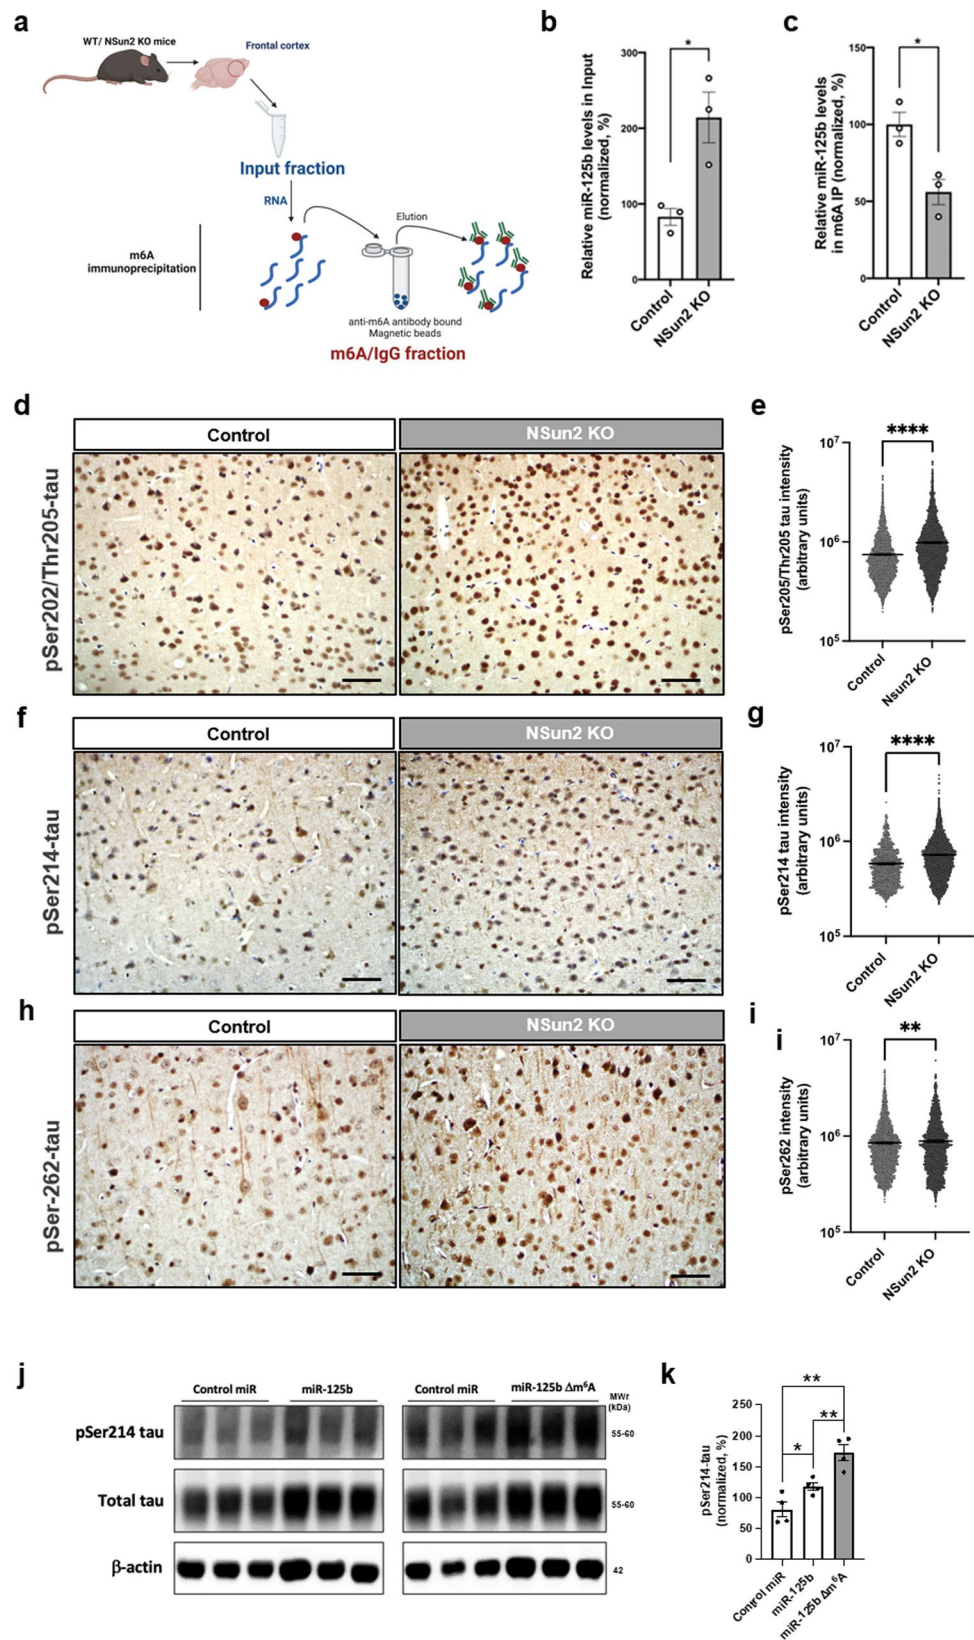 a
WT/ NSun2 KO mice
Frontal cortex
Input fraction
RNA
Elution
m6A
immunoprecipitation
anti-m6A antibody bound
Magnetic beads
m6A/IgG fraction
b
Relative miR-125b levels in Input
(normalized, %)
300
200
100
0
*
Control
NSun2 KO
c
Relative miR-125b levels
in m6A IP (normalized, %)
150
100
50
0
*
Control
NSun2 KO
d
Control
NSun2 KO
pSer202/Thr205-tau
e
pSer205/Thr205 tau intensity
(arbitrary units)
10⁷
10⁶
10⁵
****
Control
Nsun2 KO
f
Control
NSun2 KO
pSer214-tau
g
pSer214 tau intensity
(arbitrary units)
10⁷
10⁶
10⁵
****
Control
NSun2 KO
h
Control
NSun2 KO
pSer-262-tau
i
i
pSer262 intensity
(arbitrary units)
10⁷
10⁶
10⁵
**
Control
NSun2 KO
j
Control miR
miR-125b
Control miR
miR-125b Δm⁶A
MWr
(kDa)
pSer214 tau
55-60
Total tau
55-60
β-actin
42
k
pSer214-tau
(normalized, %)
250
200
150
100
50
0
**
**
*
Control miR
miR-125b
miR-125b Δm⁶A